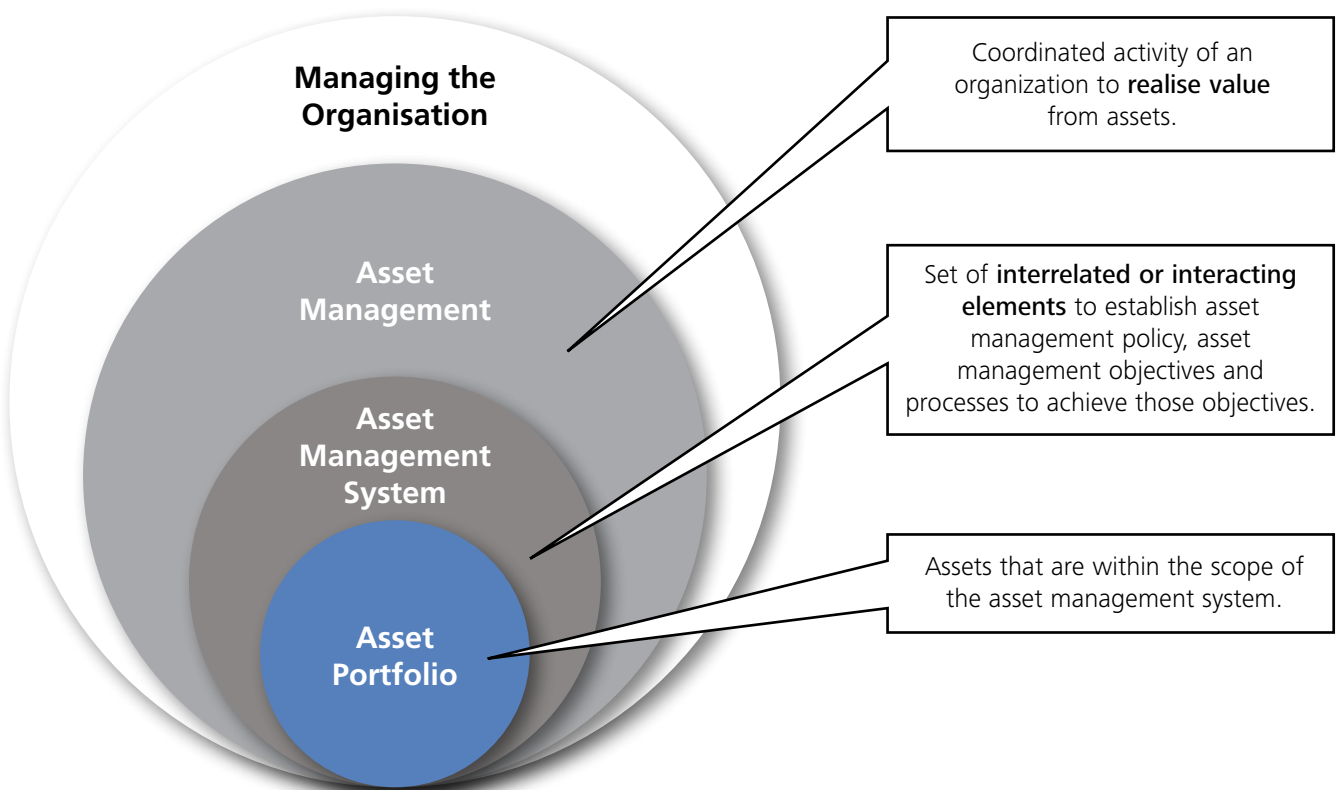 Managing the
Organisation
Asset
Management
Asset
Management
System
Asset
Portfolio
Coordinated activity of an
organization to realise value
from assets.
Set of interrelated or interacting
elements to establish asset
management policy, asset
management objectives and
processes to achieve those objectives.
Assets that are within the scope of
the asset management system.